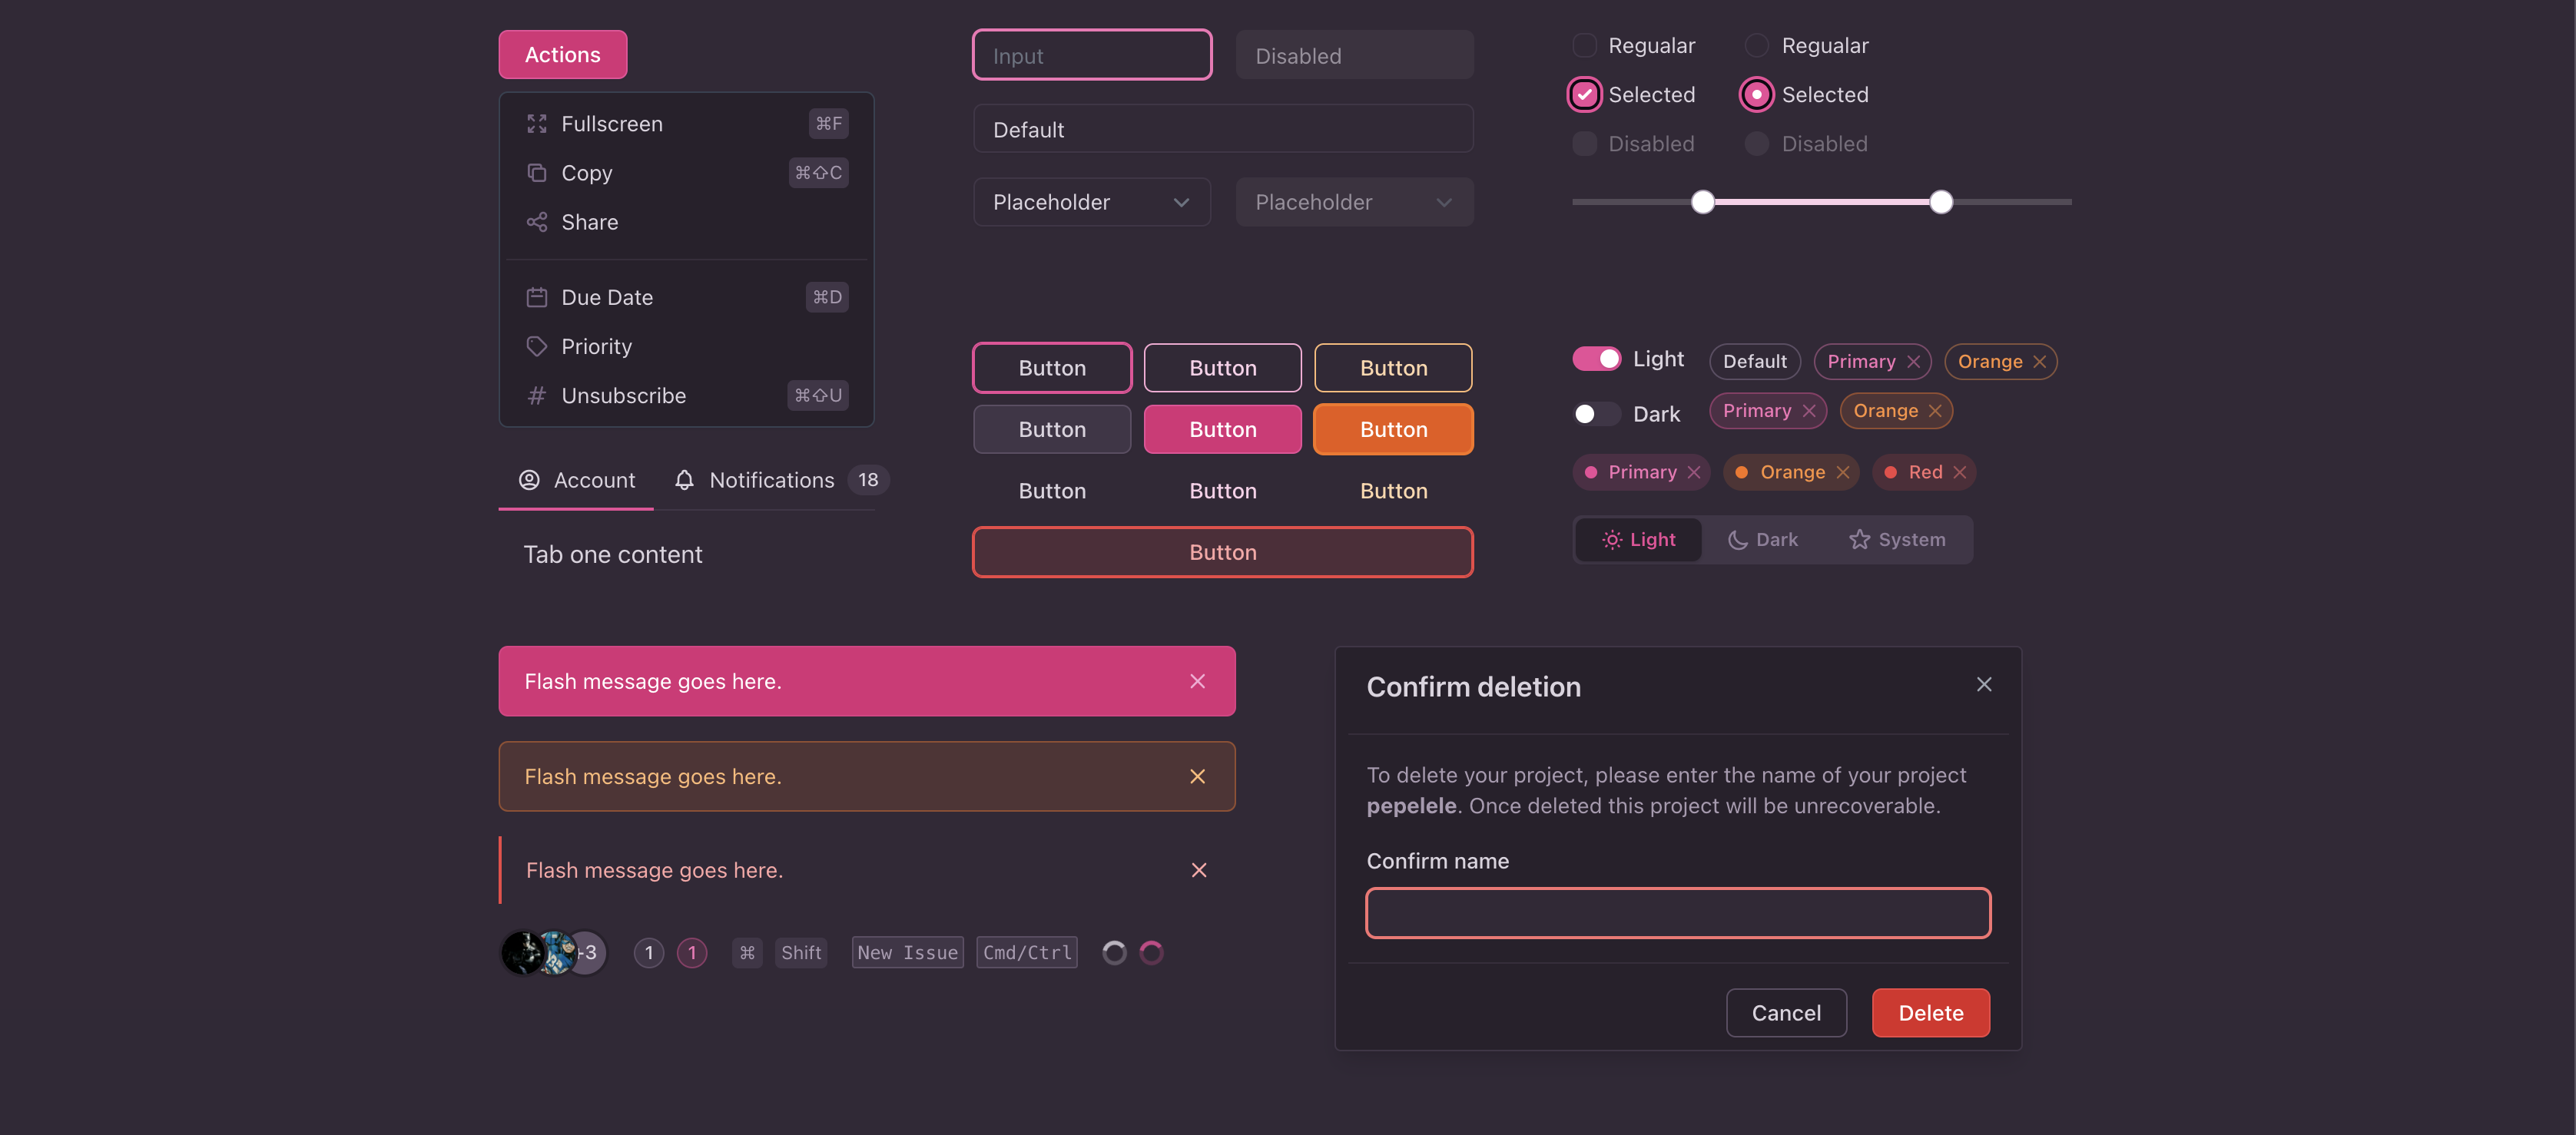 Actions
Fullscreen ⌘F
Copy ⌘⇧C
Share
Due Date ⌘D
Priority
Unsubscribe ⌘⇧U
Account Notifications 18
Tab one content
Input Disabled
Default
Placeholder Placeholder
Button Button Button
Button Button Button
Button Button Button
Button
Regualar Regualar
Selected Selected
Disabled Disabled
Light Default Primary Orange
Dark Primary Orange
Primary Orange Red
Light Dark System
Flash message goes here.
Flash message goes here.
Flash message goes here.
+3 1 1 ⌘ Shift New Issue Cmd/Ctrl
Confirm deletion
To delete your project, please enter the name of your project
pepelele. Once deleted this project will be unrecoverable.
Confirm name
Cancel Delete